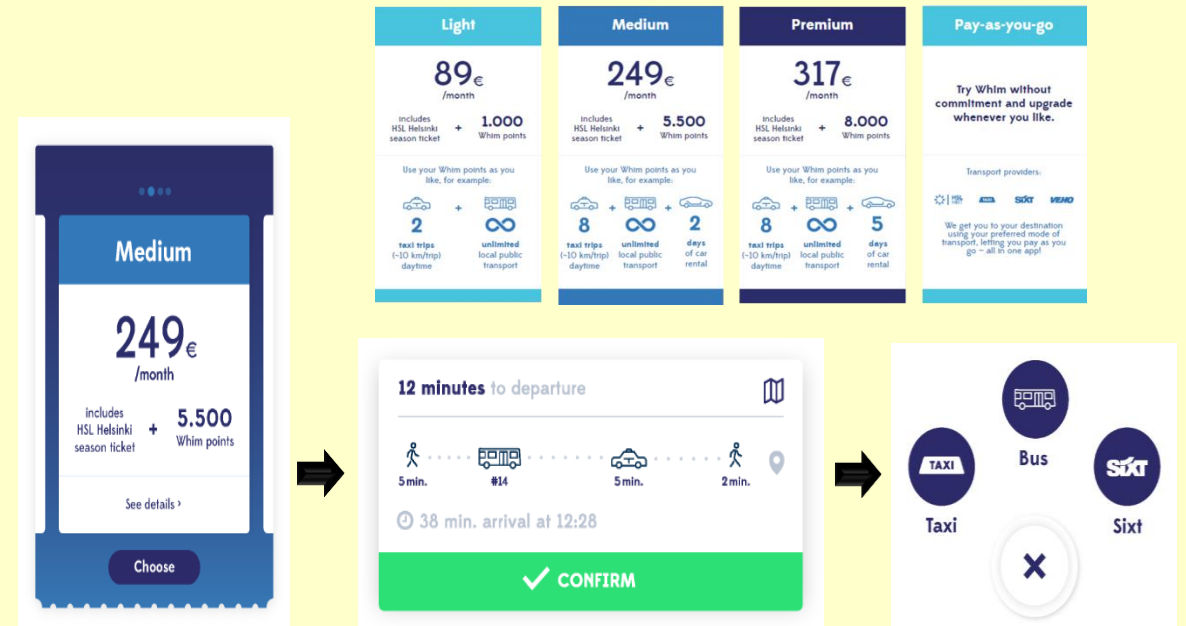 Light
89€
/month
includes
HSL Helsinki
season ticket
+
1.000
Whim points
Use your Whim points as you
like, for example:
+
2
∞
taxi trips
(~10 km/trip)
daytime
unlimited
local public
transport
Medium
249€
/month
includes
HSL Helsinki
season ticket
+
5.500
Whim points
Use your Whim points as you
like, for example:
+
+
8
∞
2
taxi trips
(~10 km/trip)
daytime
unlimited
local public
transport
days
of car
rental
Premium
317€
/month
includes
HSL Helsinki
season ticket
+
8.000
Whim points
Use your Whim points as you
like, for example:
+
+
8
∞
5
taxi trips
(~10 km/trip)
daytime
unlimited
local public
transport
days
of car
rental
Pay-as-you-go
Try Whim without
commitment and upgrade
whenever you like.
Transport providers:
TAXI
SIXT
VEHO
We get you to your destination
using your preferred mode of
transport, letting you pay as you
go – all in one app!
Medium
249€
/month
includes
HSL Helsinki
season ticket
+
5.500
Whim points
See details ›
Choose
12 minutes to departure
5 min.
#14
5 min.
2 min.
38 min. arrival at 12:28
CONFIRM
TAXI
Taxi
Bus
SIXT
Sixt